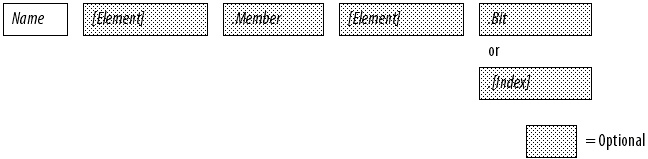 Name [Element] .Member [Element] .Bit
or
.[Index]
= Optional